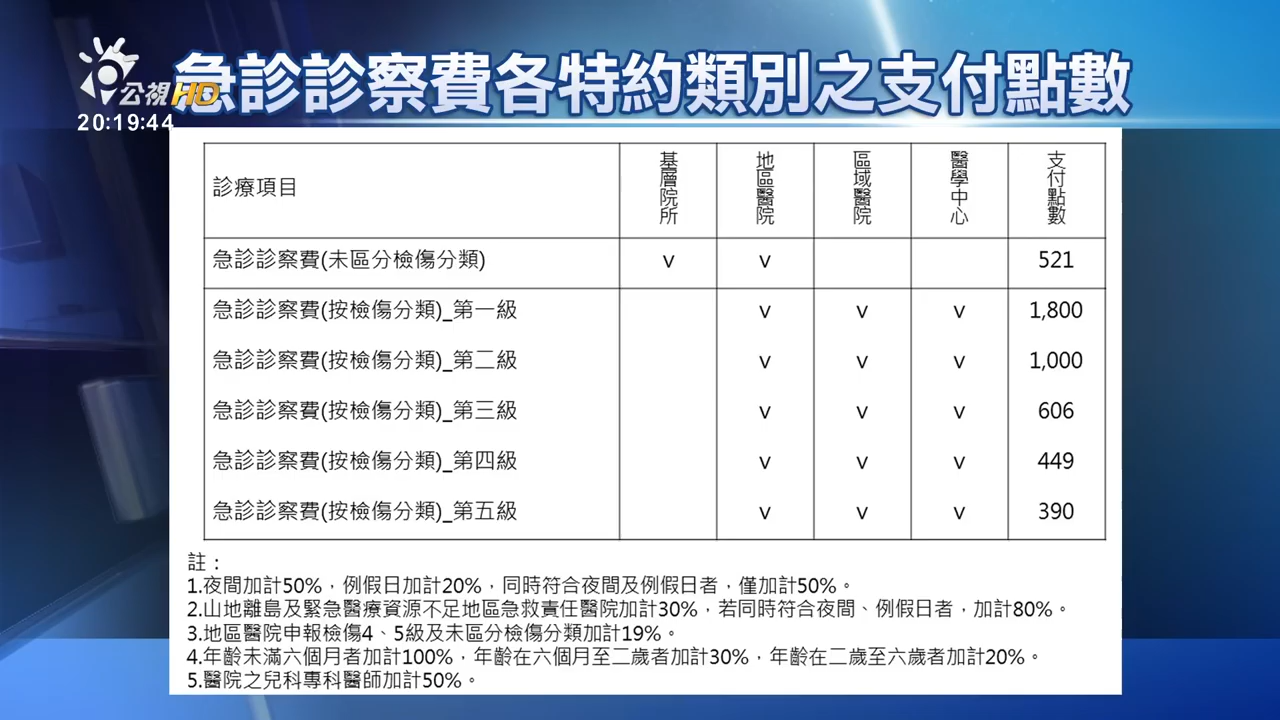 急診診察費各特約類別之支付點數
公視HD
20:19:44
診療項目 基層院所 地區醫院 區域醫院 醫學中心 支付點數
急診診察費(未區分檢傷分類) v v 521
急診診察費(按檢傷分類)_第一級 v v v 1,800
急診診察費(按檢傷分類)_第二級 v v v 1,000
急診診察費(按檢傷分類)_第三級 v v v 606
急診診察費(按檢傷分類)_第四級 v v v 449
急診診察費(按檢傷分類)_第五級 v v v 390
註：
1.夜間加計50%，例假日加計20%，同時符合夜間及例假日者，僅加計50%。
2.山地離島及緊急醫療資源不足地區急救責任醫院加計30%，若同時符合夜間、例假日者，加計80%。
3.地區醫院申報檢傷4、5級及未區分檢傷分類加計19%。
4.年齡未滿六個月者加計100%，年齡在六個月至二歲者加計30%，年齡在二歲至六歲者加計20%。
5.醫院之兒科專科醫師加計50%。